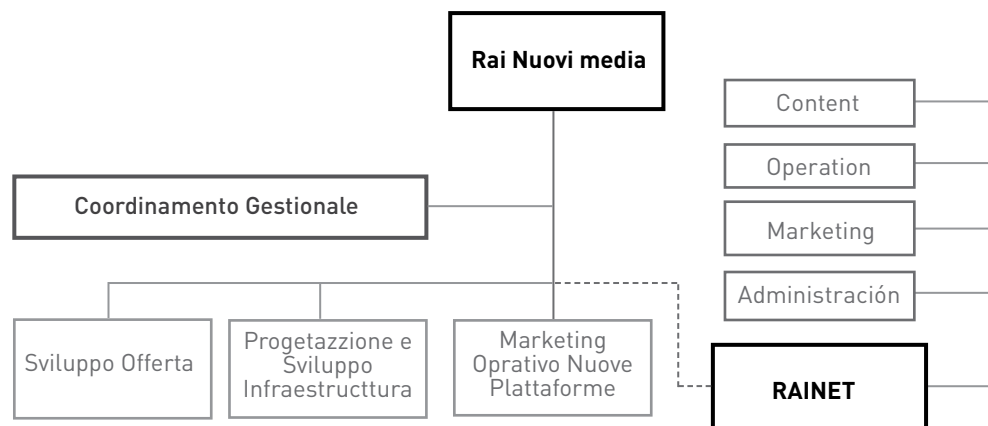 Rai Nuovi media
Content
Operation
Coordinamento Gestionale
Marketing
Administración
Sviluppo Offerta
Progetazzione e
Sviluppo
Infraestructtura
Marketing
Oprativo Nuove
Plattaforme
RAINET